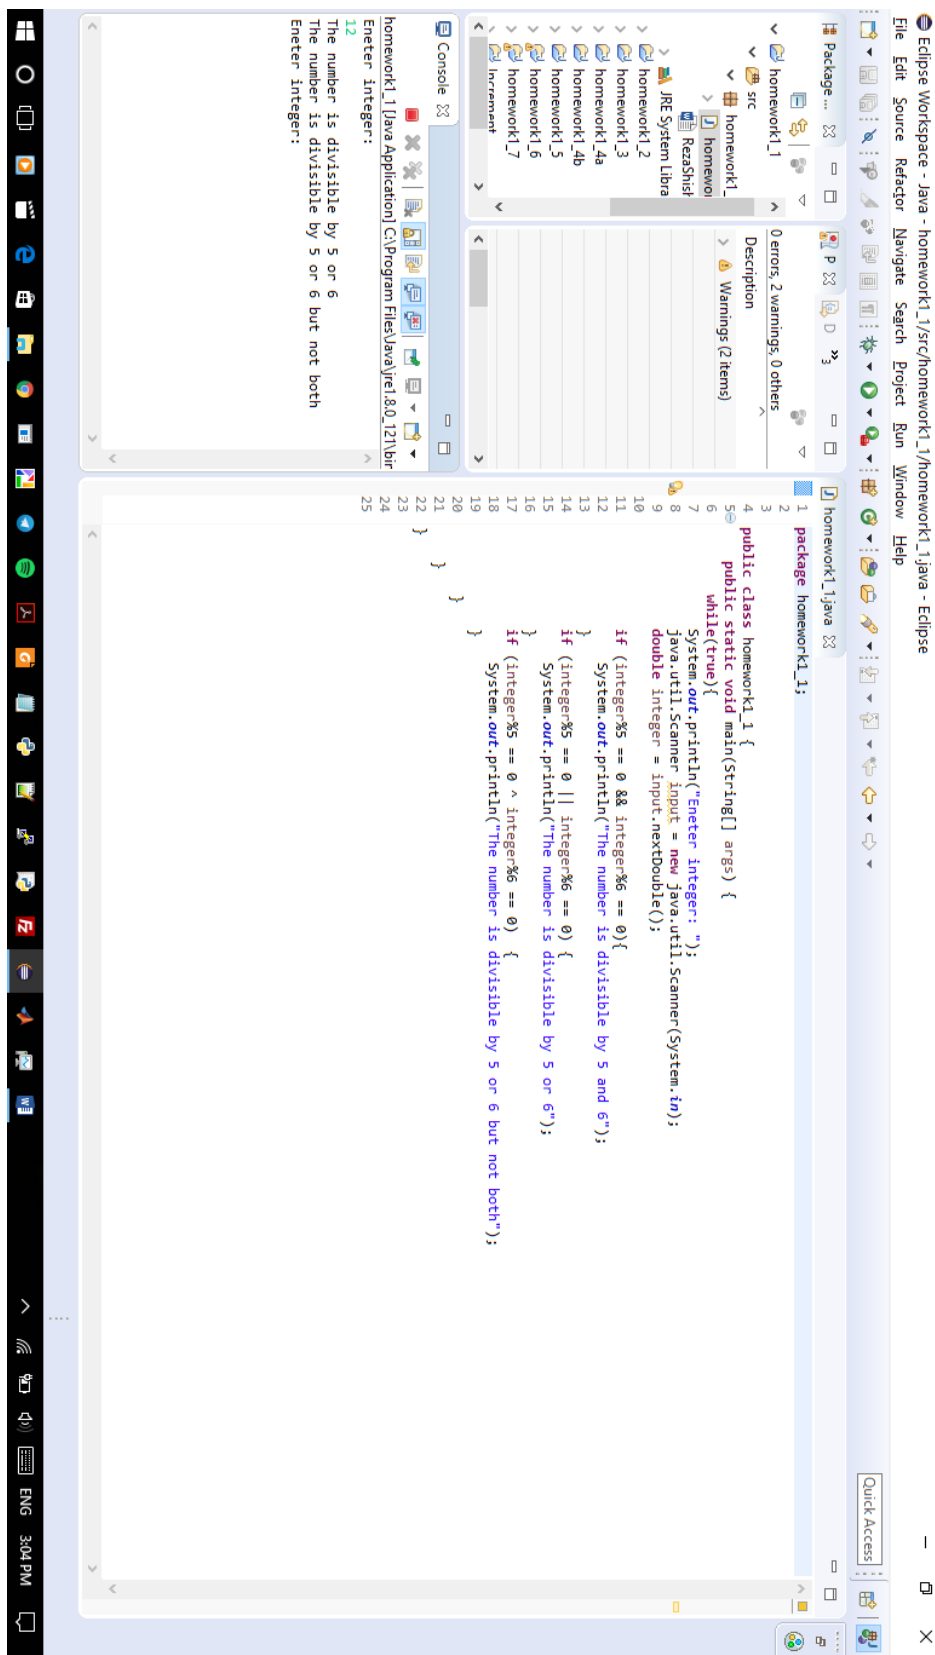 Eclipse Workspace - Java - homework1_1/src/homework1_1/homework1_1.java - Eclipse
File Edit Source Refactor Navigate Search Project Run Window Help
Quick Access
Package ...
homework1_1
src
homework1_
homewor
RezaShish
JRE System Libra
homework1_2
homework1_3
homework1_4a
homework1_4b
homework1_5
homework1_6
homework1_7
Increment
P
D
»3
0 errors, 2 warnings, 0 others
Description
Warnings (2 items)
Console
homework1_1 [Java Application] C:\Program Files\Java\jre1.8.0_121\bin
Eneter integer:
12
The number is divisible by 5 or 6
The number is divisible by 5 or 6 but not both
Eneter integer:
homework1_1.java
1 package homework1_1;
2
3
4 public class homework1_1 {
5 public static void main(String[] args) {
6 while(true){
7 System.out.println("Eneter integer: ");
8 java.util.Scanner input = new java.util.Scanner(System.in);
9 double integer = input.nextDouble();
10
11 if (integer%5 == 0 && integer%6 == 0){
12 System.out.println("The number is divisible by 5 and 6");
13 }
14 if (integer%5 == 0 || integer%6 == 0) {
15 System.out.println("The number is divisible by 5 or 6");
16 }
17 if (integer%5 == 0 ^ integer%6 == 0) {
18 System.out.println("The number is divisible by 5 or 6 but not both");
19 }
20 }
21 }
22 }
23
24
25
ENG 3:04 PM